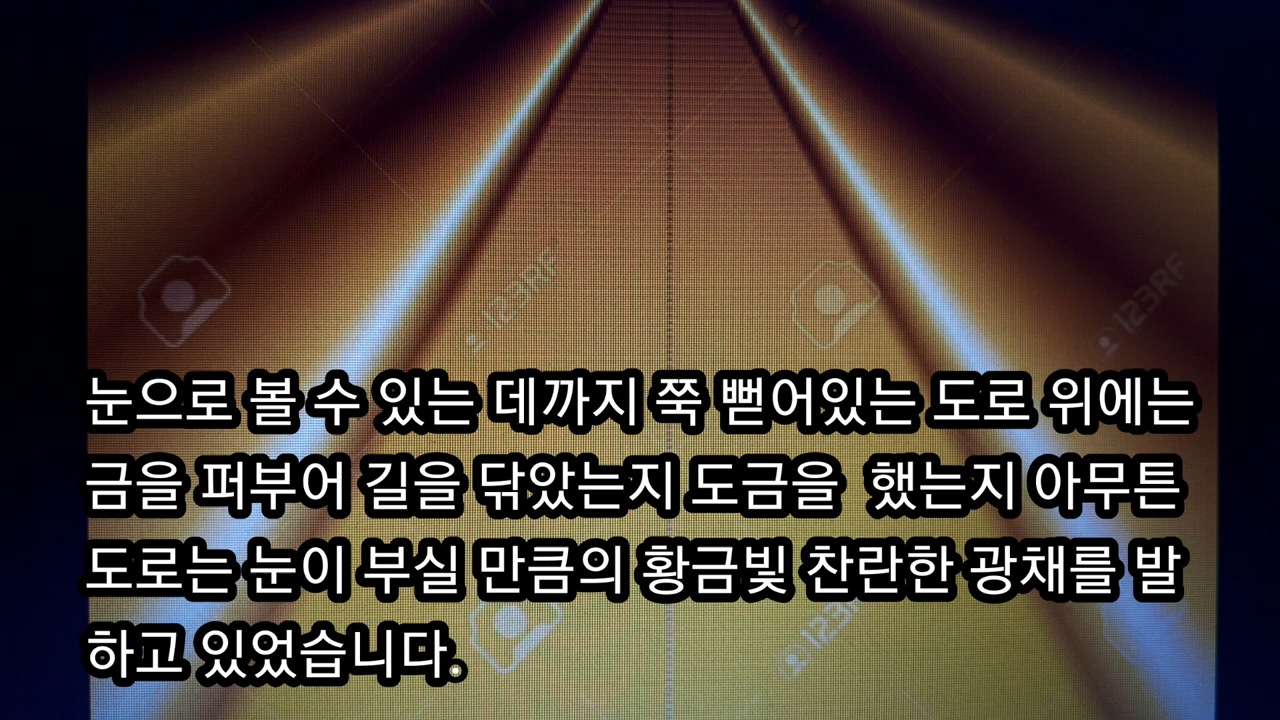 눈으로 볼 수 있는 데까지 쭉 뻗어있는 도로 위에는
금을 퍼부어 길을 닦았는지 도금을 했는지 아무튼
도로는 눈이 부실 만큼의 황금빛 찬란한 광채를 발
하고 있었습니다.
123RF
123RF
123RF